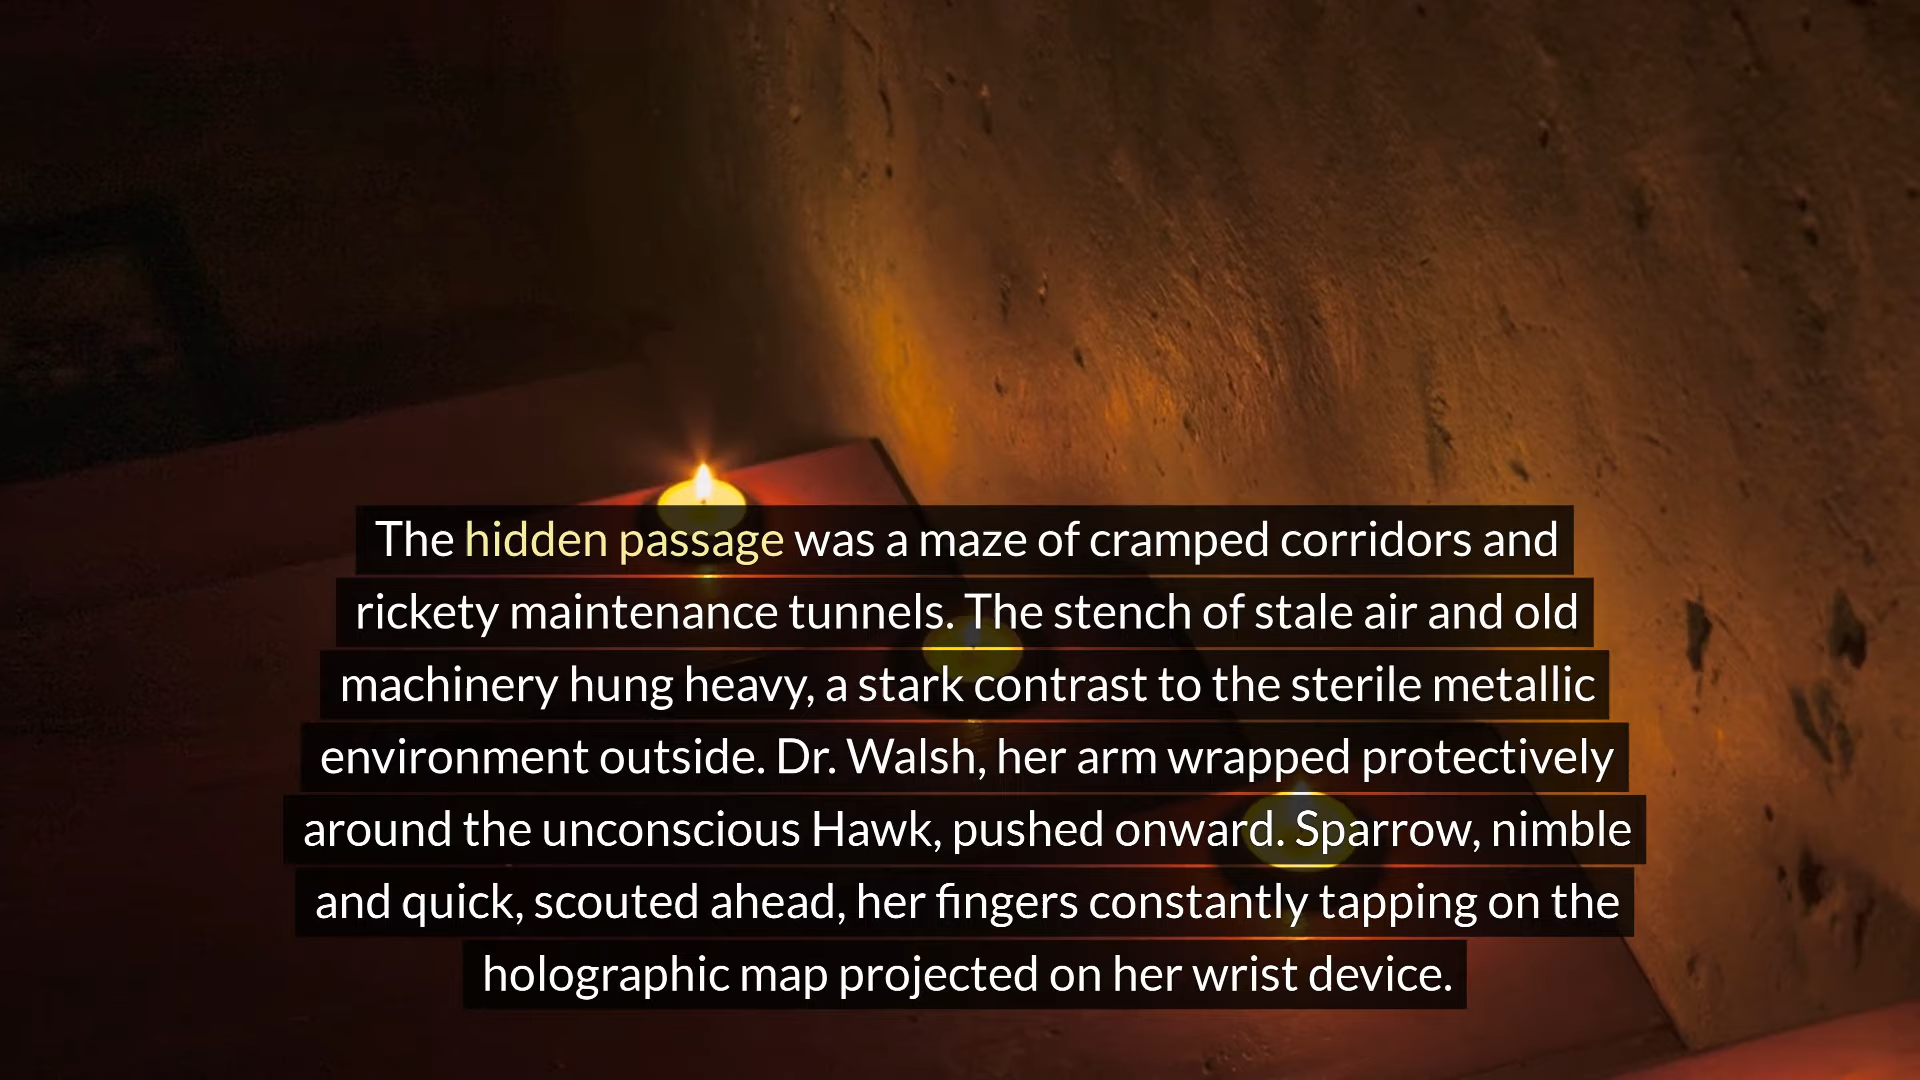 The hidden passage was a maze of cramped corridors and
rickety maintenance tunnels. The stench of stale air and old
machinery hung heavy, a stark contrast to the sterile metallic
environment outside. Dr. Walsh, her arm wrapped protectively
around the unconscious Hawk, pushed onward. Sparrow, nimble
and quick, scouted ahead, her fingers constantly tapping on the
holographic map projected on her wrist device.